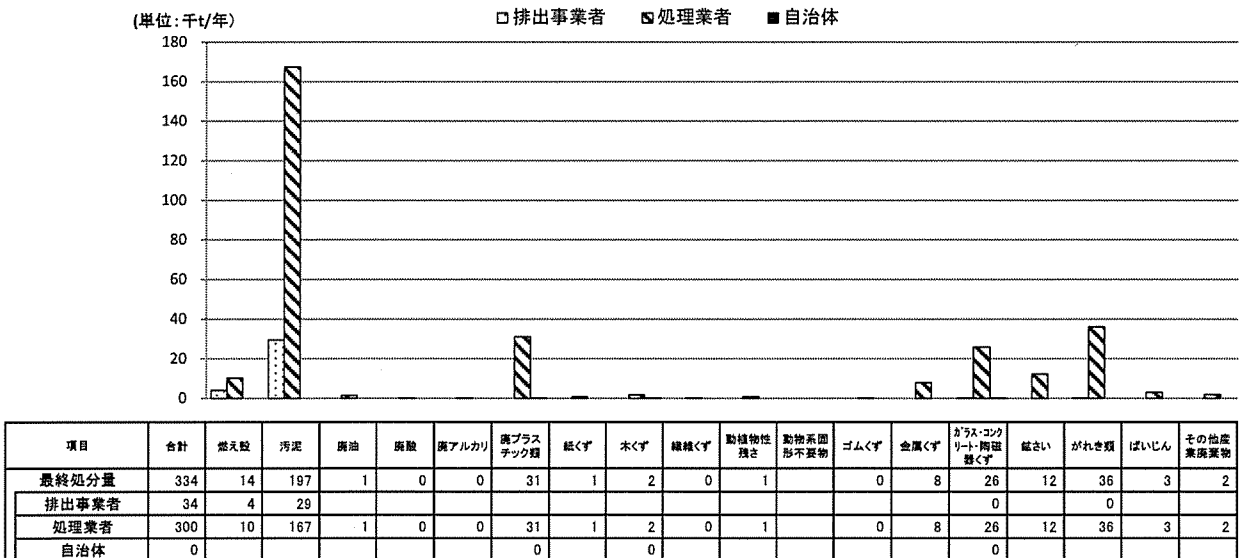 (単位:千t/年)
排出事業者 処理業者 自治体
180
160
140
120
100
80
60
40
20
0
項目 合計 燃え殻 汚泥 廃油 廃酸 廃アルカリ 廃プラスチック類 紙くず 木くず 繊維くず 動植物性残さ 動物系固形不要物 ゴムくず 金属くず ガラス・コンクリート・陶磁器くず 鉱さい がれき類 ばいじん その他産業廃棄物
最終処分量 334 14 197 1 0 0 31 1 2 0 1 0 8 26 12 36 3 2
排出事業者 34 4 29 0 0
処理業者 300 10 167 1 0 0 31 1 2 0 1 0 8 26 12 36 3 2
自治体 0 0 0 0